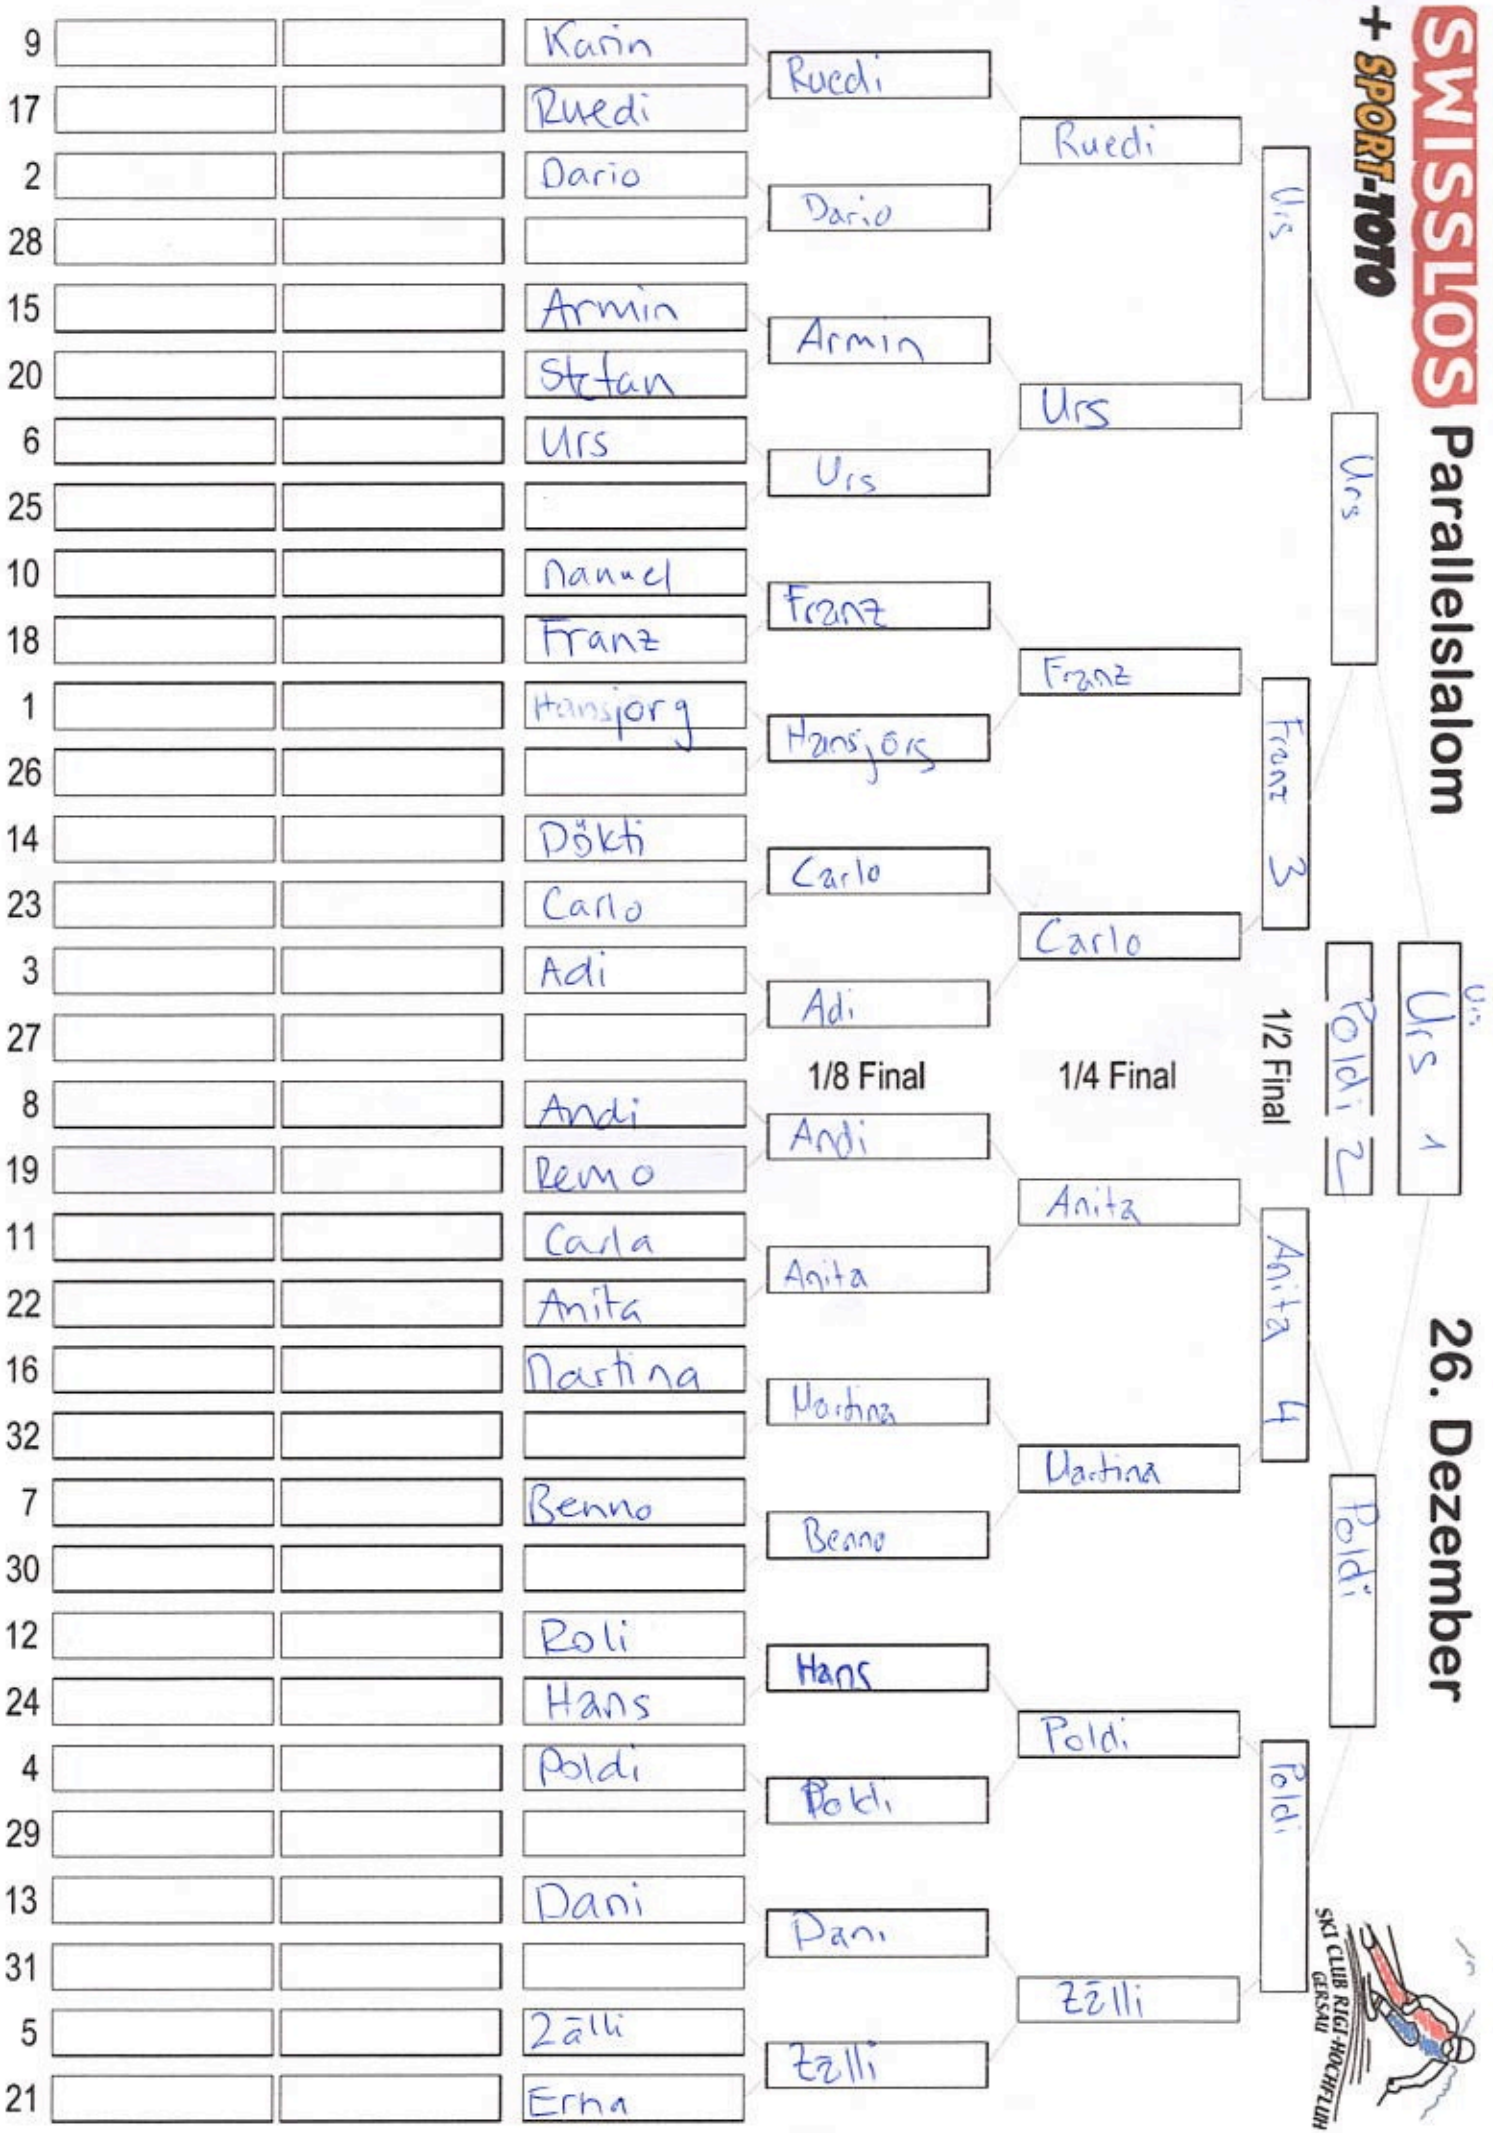 SWISSLOS Parallelslalom 26. Dezember
+ SPORT-TOTO
SKI CLUB RIGI-HOCHFLUH
GERSAU
9 Karin
17 Ruedi
2 Dario
28
15 Armin
20 Stefan
6 Urs
25
10 Manuel
18 Franz
1 Hansjörg
26
14 Dökti
23 Carlo
3 Adi
27
8 Andi
19 Remo
11 Carla
22 Anita
16 Martina
32
7 Benno
30
12 Roli
24 Hans
4 Poldi
29
13 Dani
31
5 Zälli
21 Erna
1/8 Final
Ruedi
Dario
Armin
Urs
Franz
Hansjörg
Carlo
Adi
Andi
Anita
Martina
Benno
Hans
Poldi
Dani
Zälli
1/4 Final
Ruedi
Urs
Franz
Carlo
Anita
Martina
Poldi
Zälli
1/2 Final
Urs
Franz 3
Anita 4
Poldi
Urs
Poldi
Poldi 2
Urs 1
Urs